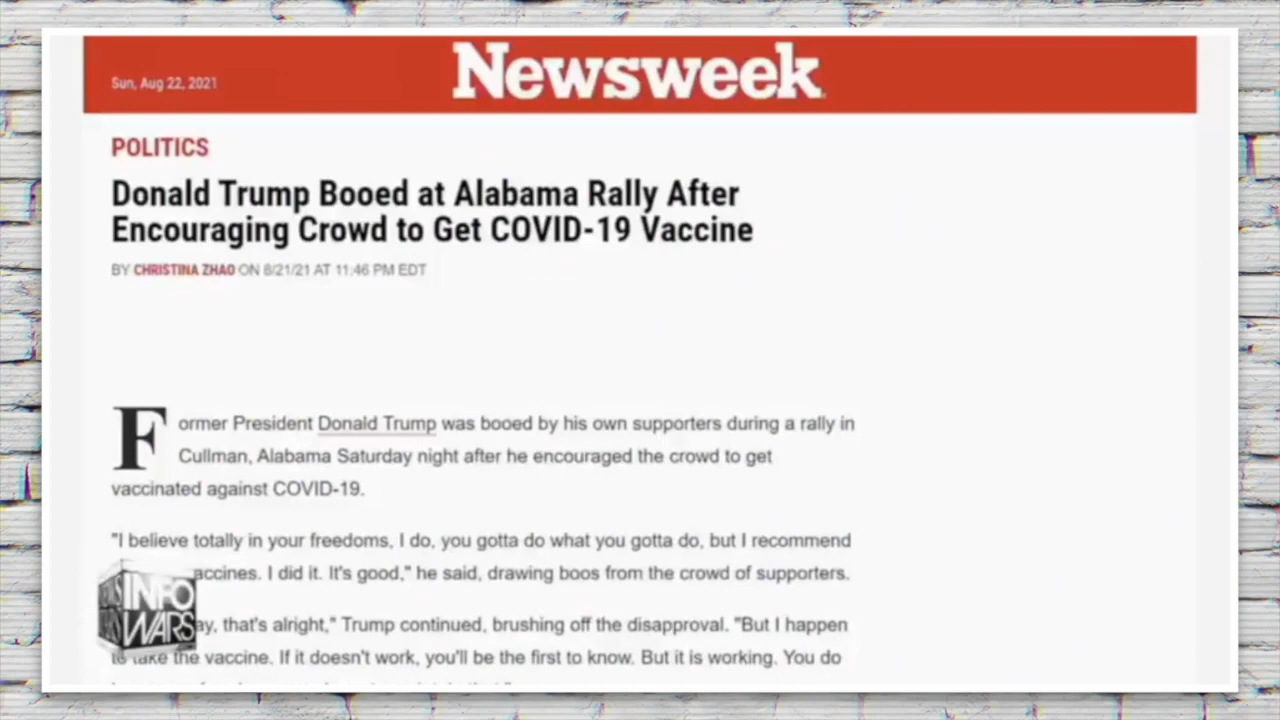 Newsweek
Sun, Aug 22, 2021
POLITICS
Donald Trump Booed at Alabama Rally After
Encouraging Crowd to Get COVID-19 Vaccine
BY CHRISTINA ZHAO ON 8/21/21 AT 11:46 PM EDT
Former President Donald Trump was booed by his own supporters during a rally in
Cullman, Alabama Saturday night after he encouraged the crowd to get
vaccinated against COVID-19.
"I believe totally in your freedoms, I do, you gotta do what you gotta do, but I recommend
accines. I did it. It's good," he said, drawing boos from the crowd of supporters.
ay, that's alright," Trump continued, brushing off the disapproval. "But I happen
to take the vaccine. If it doesn't work, you'll be the first to know. But it is working. You do
INFO
WARS